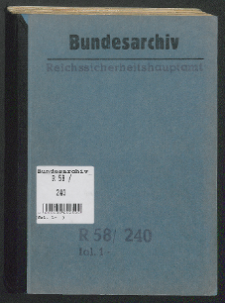 Bundesarchiv
Reichssicherheitshauptamt
Bundesarchiv
R 58 /
240
R 58/ 240
fol. 1-